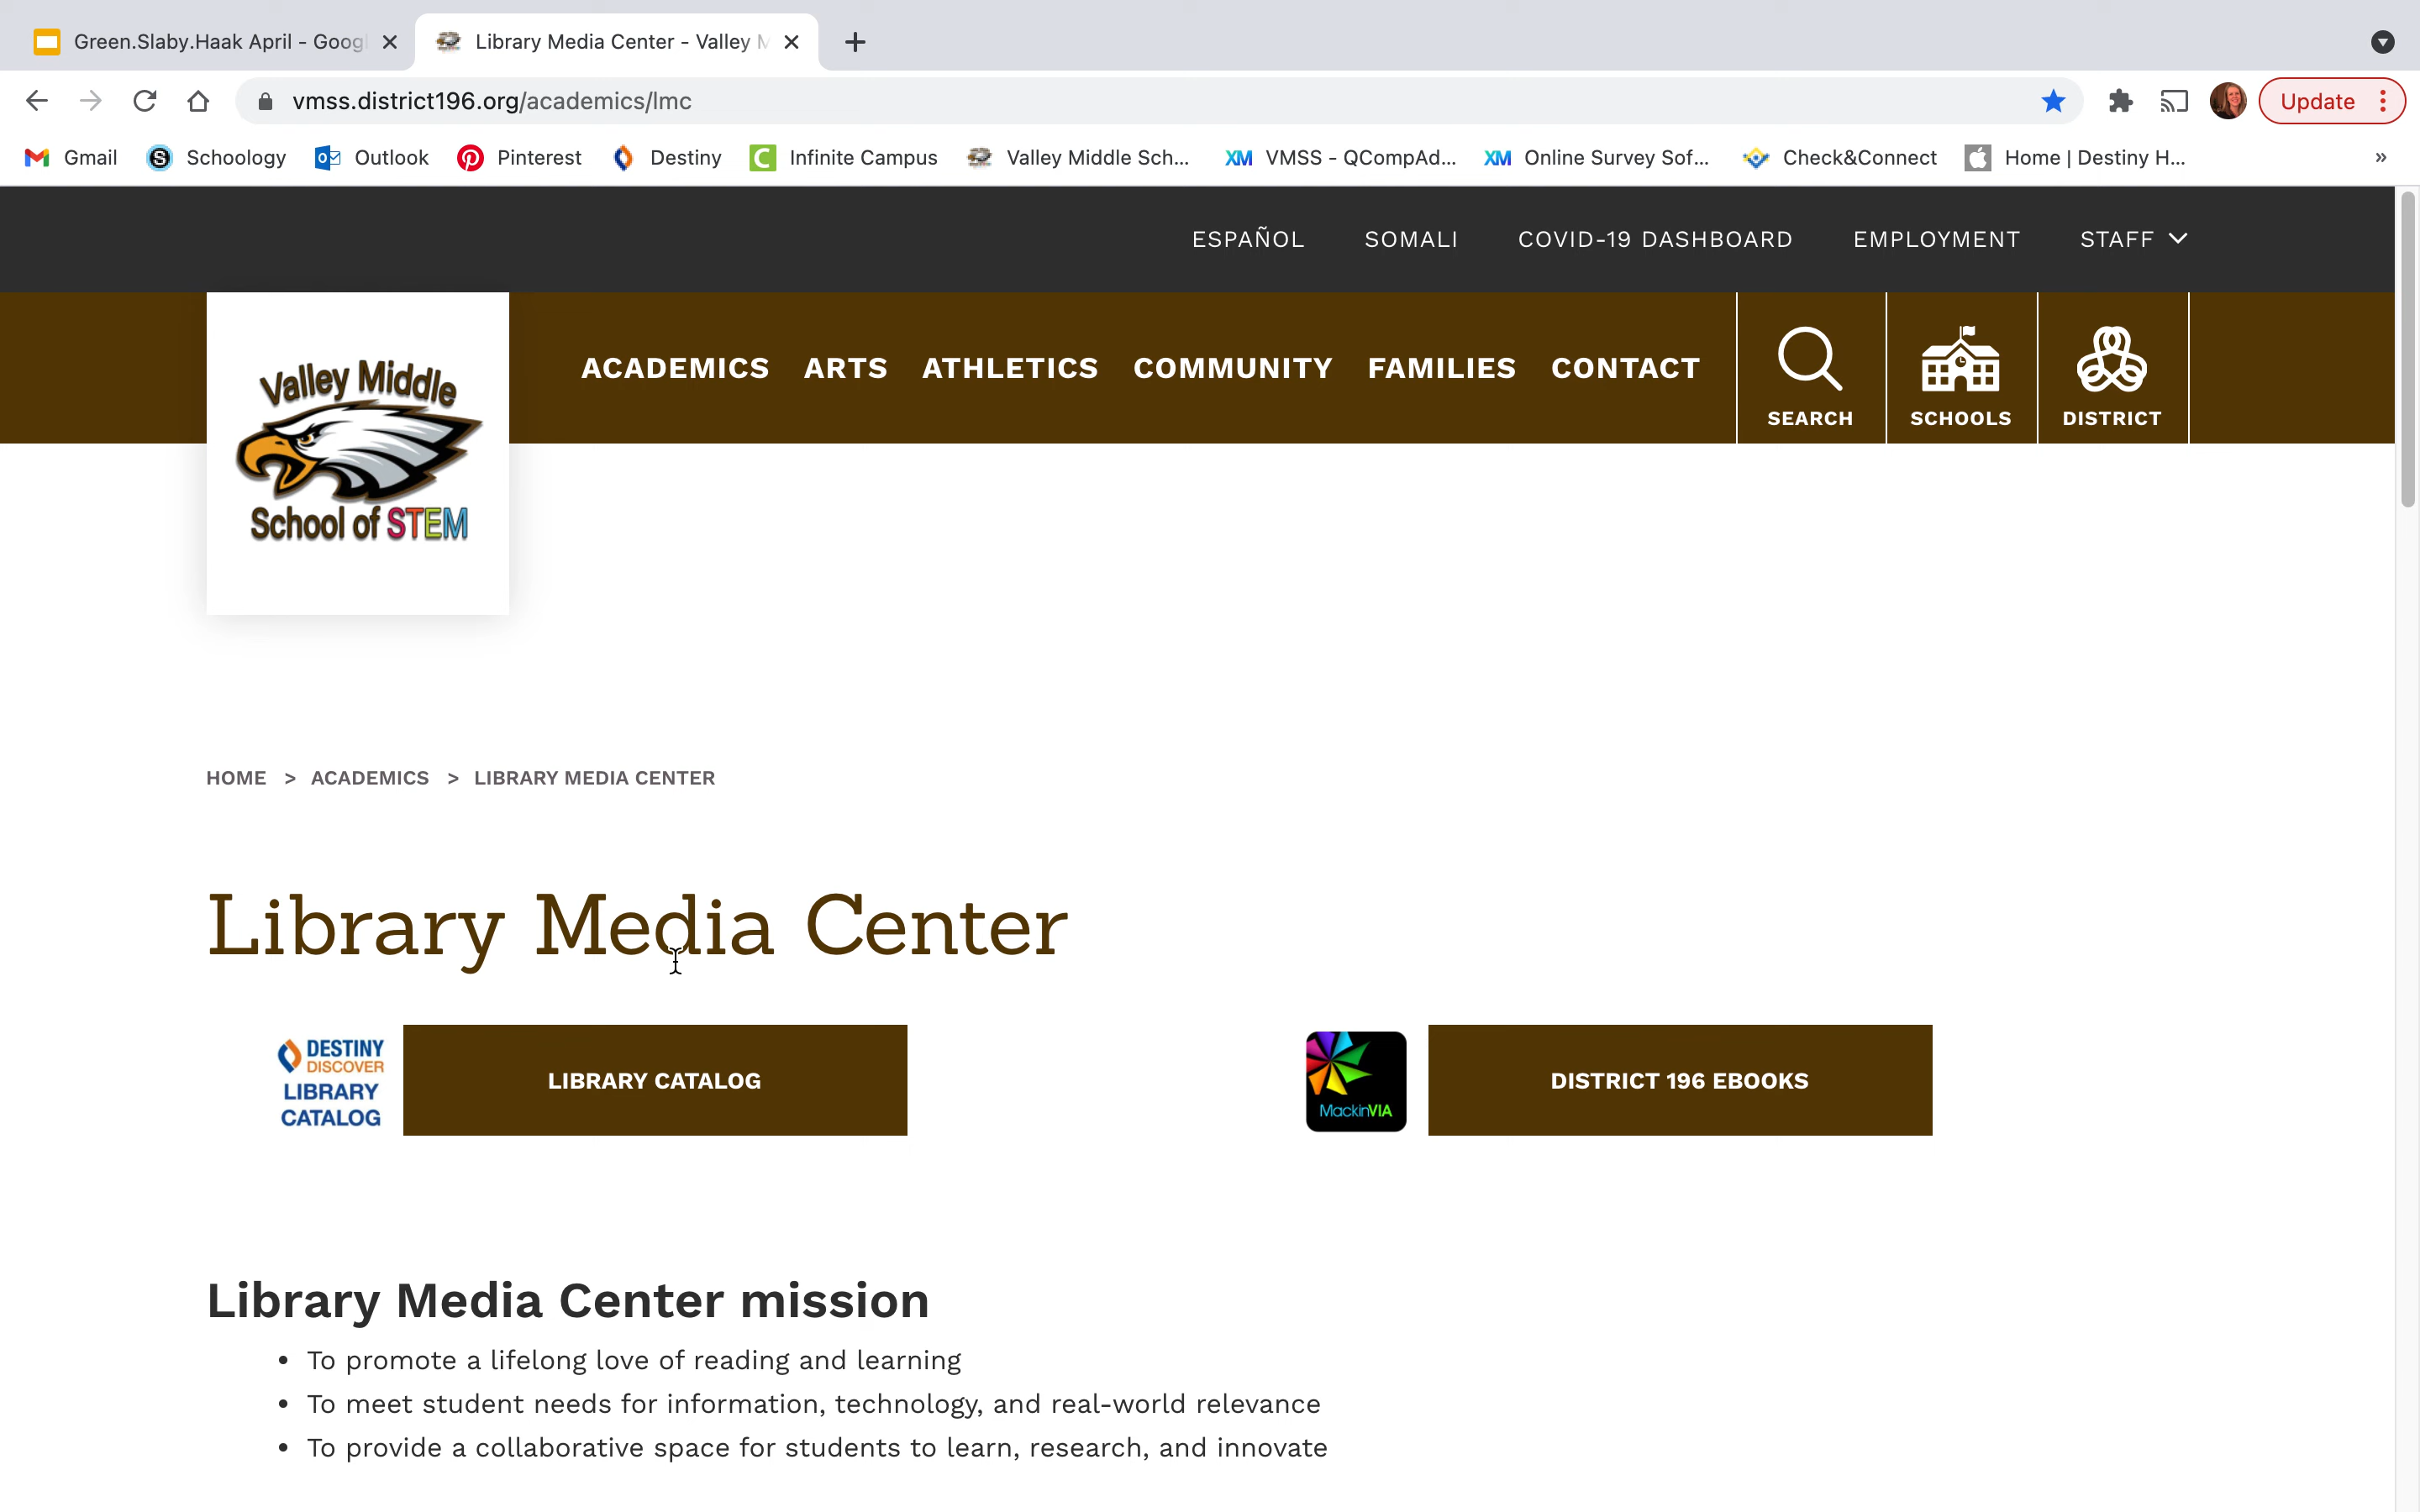 Green.Slaby.Haak April - Googl
Library Media Center - Valley M
vmss.district196.org/academics/lmc
Update
Gmail
Schoology
Outlook
Pinterest
Destiny
Infinite Campus
Valley Middle Sch...
XM VMSS - QCompAd...
XM Online Survey Sof...
Check&Connect
Home | Destiny H...
»
ESPAÑOL SOMALI COVID-19 DASHBOARD EMPLOYMENT STAFF
Valley Middle
School of STEM
ACADEMICS ARTS ATHLETICS COMMUNITY FAMILIES CONTACT
SEARCH
SCHOOLS
DISTRICT
HOME > ACADEMICS > LIBRARY MEDIA CENTER
Library Media Center
DESTINY
DISCOVER
LIBRARY
CATALOG
LIBRARY CATALOG
MackinVIA
DISTRICT 196 EBOOKS
Library Media Center mission
• To promote a lifelong love of reading and learning
• To meet student needs for information, technology, and real-world relevance
• To provide a collaborative space for students to learn, research, and innovate